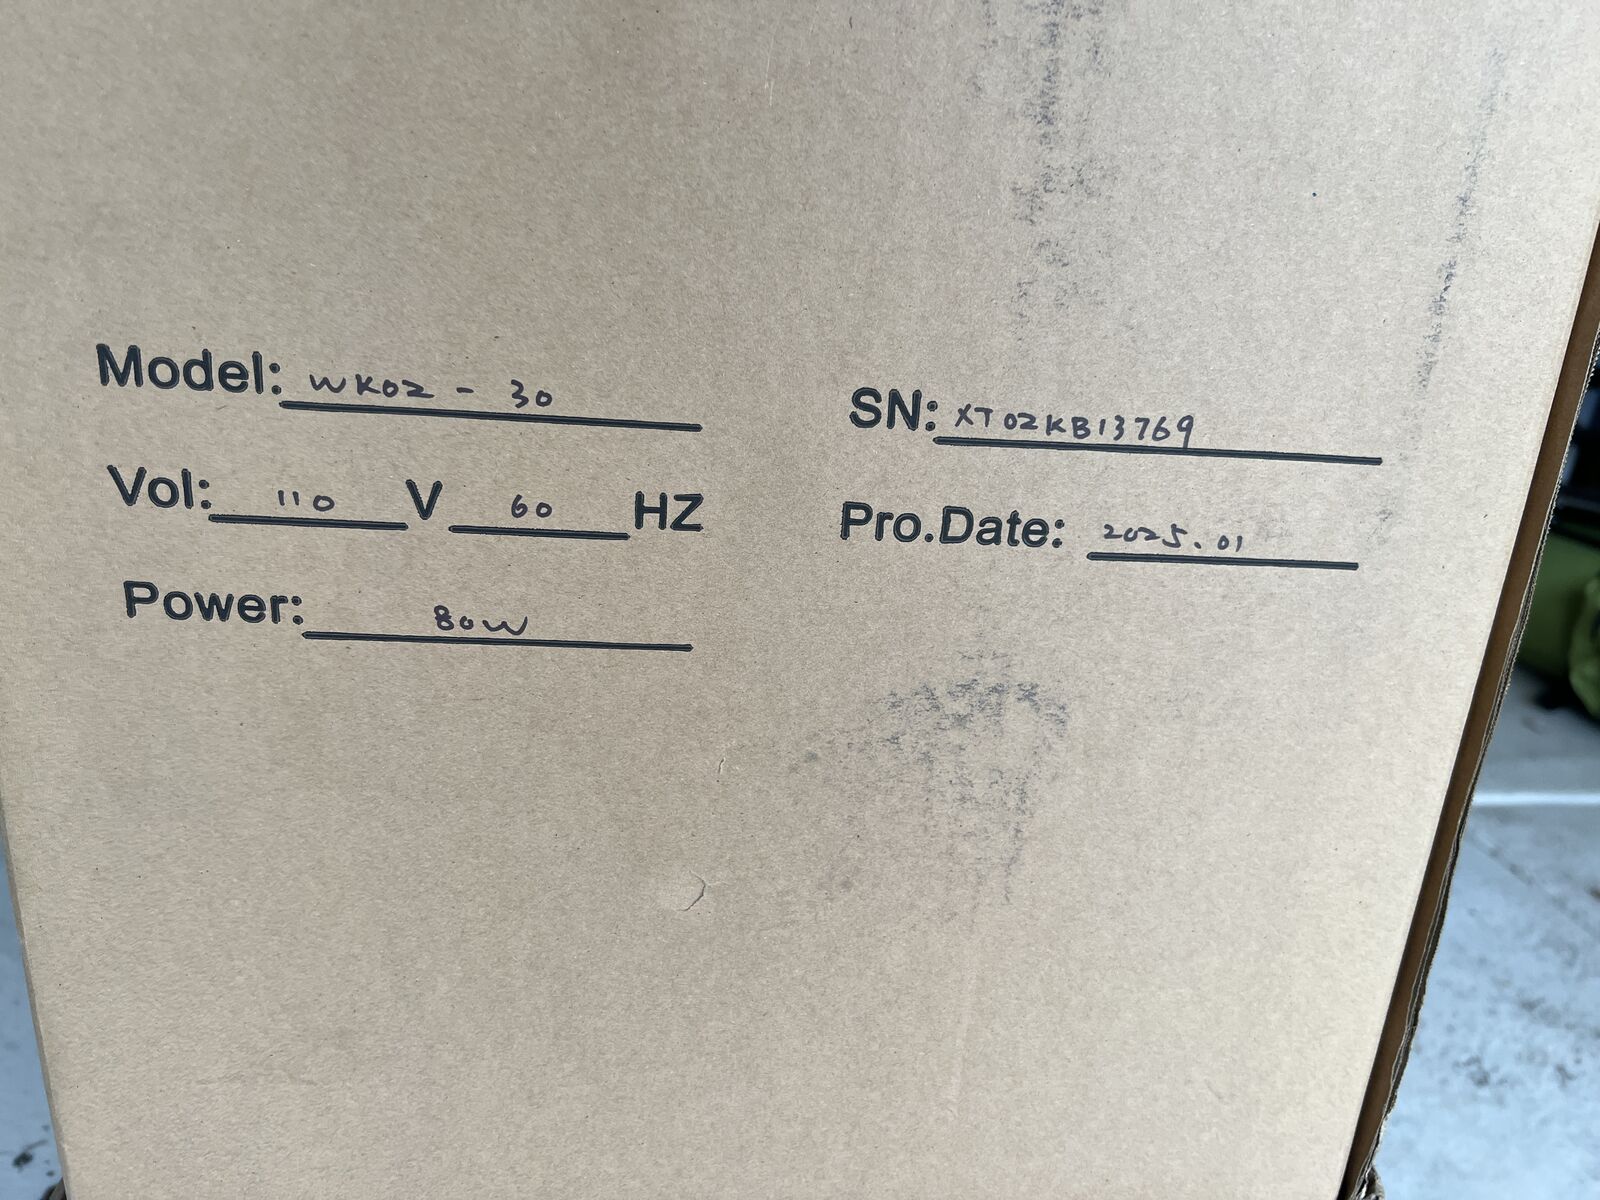 Model: WK02 - 30
Vol: 110 V 60 HZ
Power: 80W
SN: XT02KB13769
Pro.Date: 2025.01